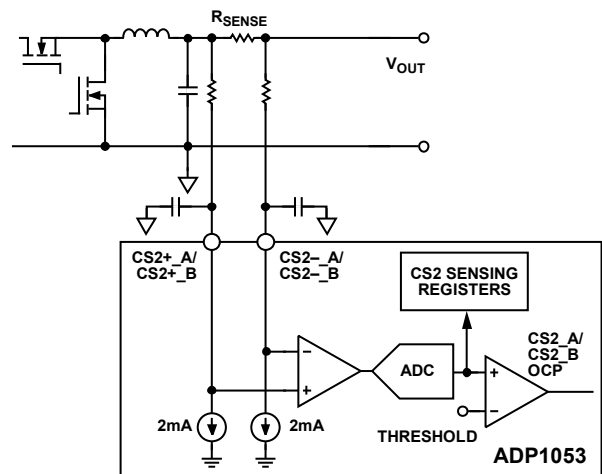 RSENSE
VOUT
CS2+_A/
CS2+_B
CS2–_A/
CS2–_B
CS2 SENSING
REGISTERS
CS2_A/
CS2_B
OCP
–
+
ADC
+
–
2mA
2mA
THRESHOLD
ADP1053